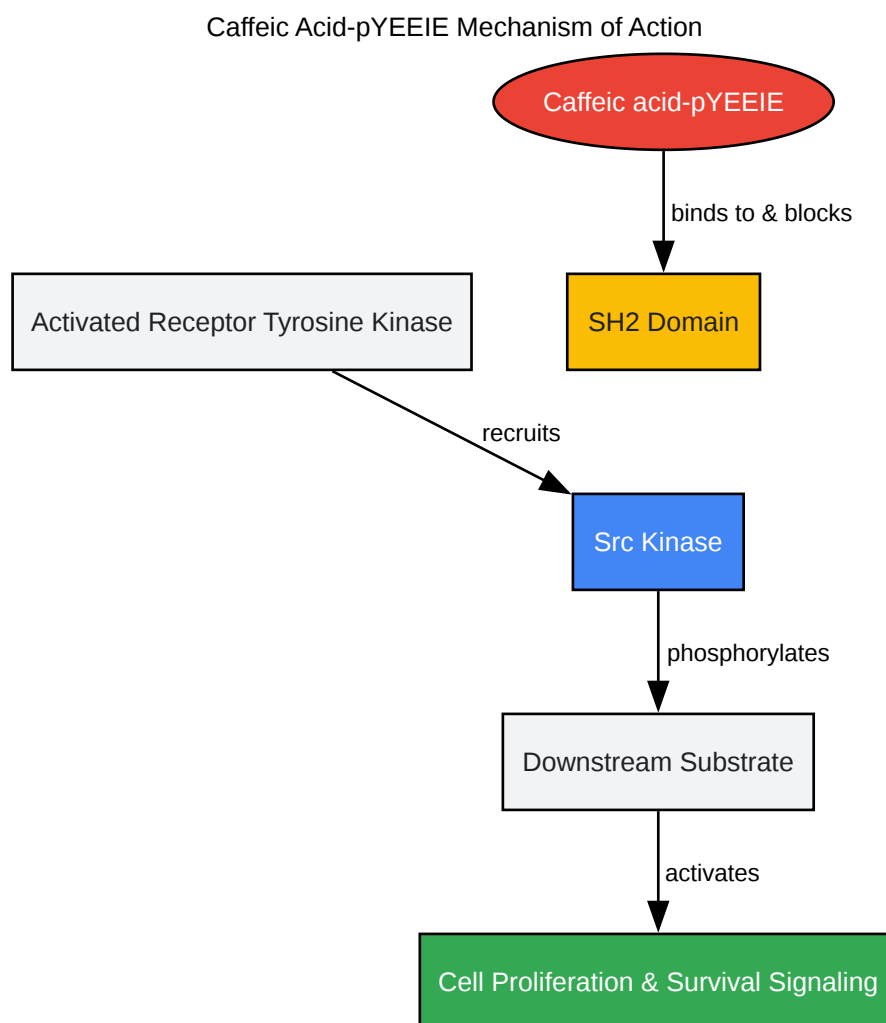 Caffeic Acid-pYEEIE Mechanism of Action
Caffeic acid-pYEEIE
binds to & blocks
Activated Receptor Tyrosine Kinase
SH2 Domain
recruits
Src Kinase
phosphorylates
Downstream Substrate
activates
Cell Proliferation & Survival Signaling